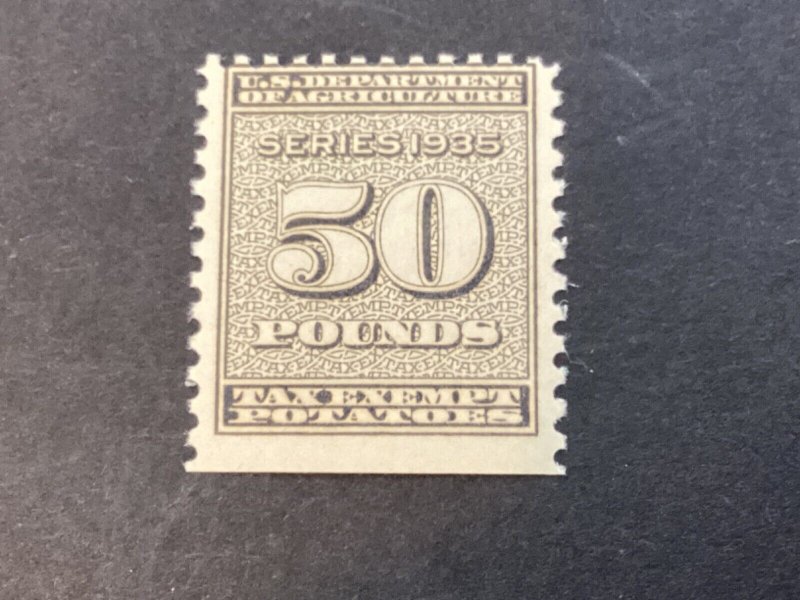 U.S. DEPARTMENT
OF AGRICULTURE
SERIES 1935
50
POUNDS
TAX EXEMPT
POTATOES